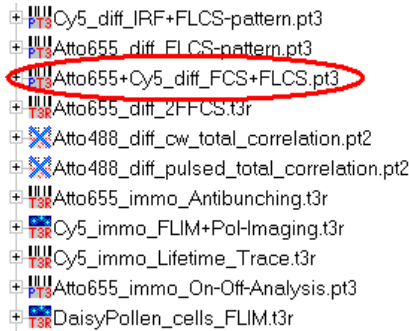 Cy5_diff_IRF+FLCS-pattern.pt3
Atto655_diff_FLCS-pattern.pt3
Atto655+Cy5_diff_FCS+FLCS.pt3
Atto655_diff_2FFCS.t3r
Atto488_diff_cw_total_correlation.pt2
Atto488_diff_pulsed_total_correlation.pt2
Atto655_immo_Antibunching.t3r
Cy5_immo_FLIM+Pol-Imaging.t3r
Cy5_immo_Lifetime_Trace.t3r
Atto655_immo_On-Off-Analysis.pt3
DaisyPollen_cells_FLIM.t3r